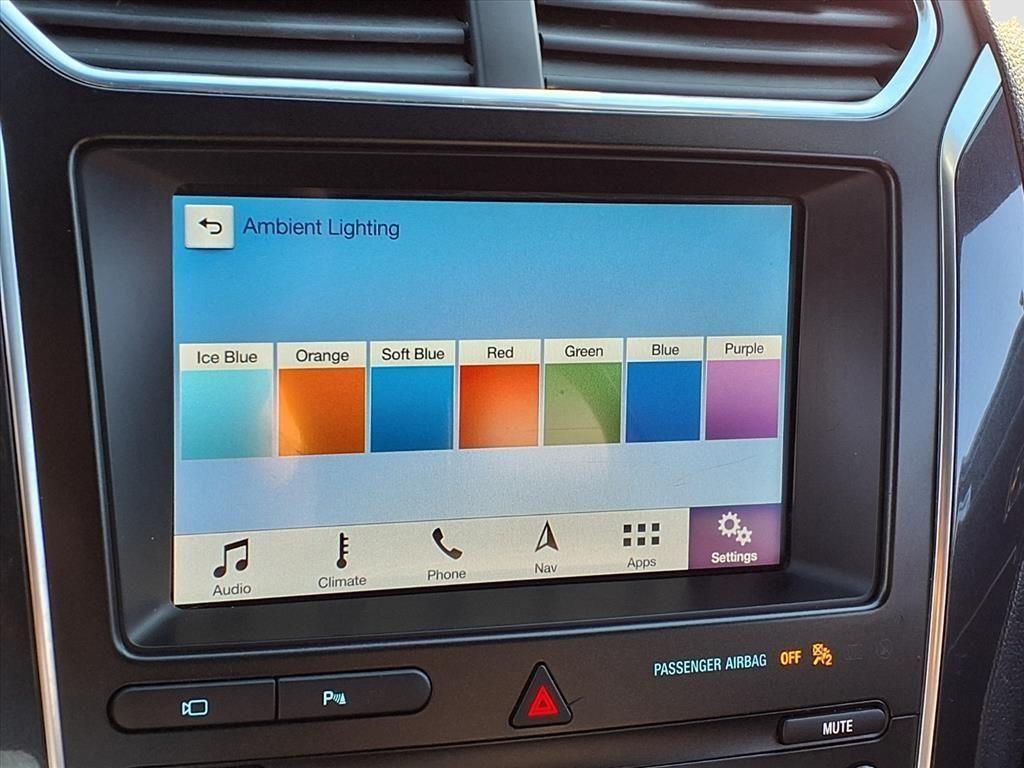 Ambient Lighting
Ice Blue Orange Soft Blue Red Green Blue Purple
Audio Climate Phone Nav Apps Settings
PASSENGER AIRBAG OFF 2
P
MUTE